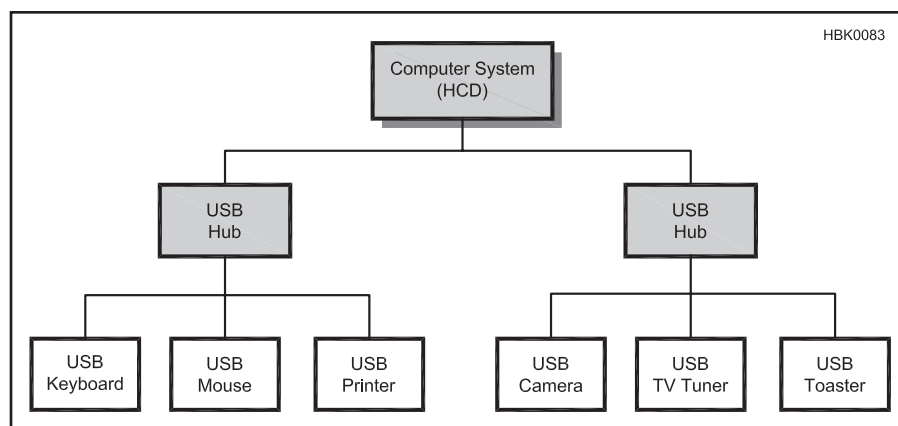 HBK0083
Computer System
(HCD)
USB
Hub
USB
Hub
USB
Keyboard
USB
Mouse
USB
Printer
USB
Camera
USB
TV Tuner
USB
Toaster